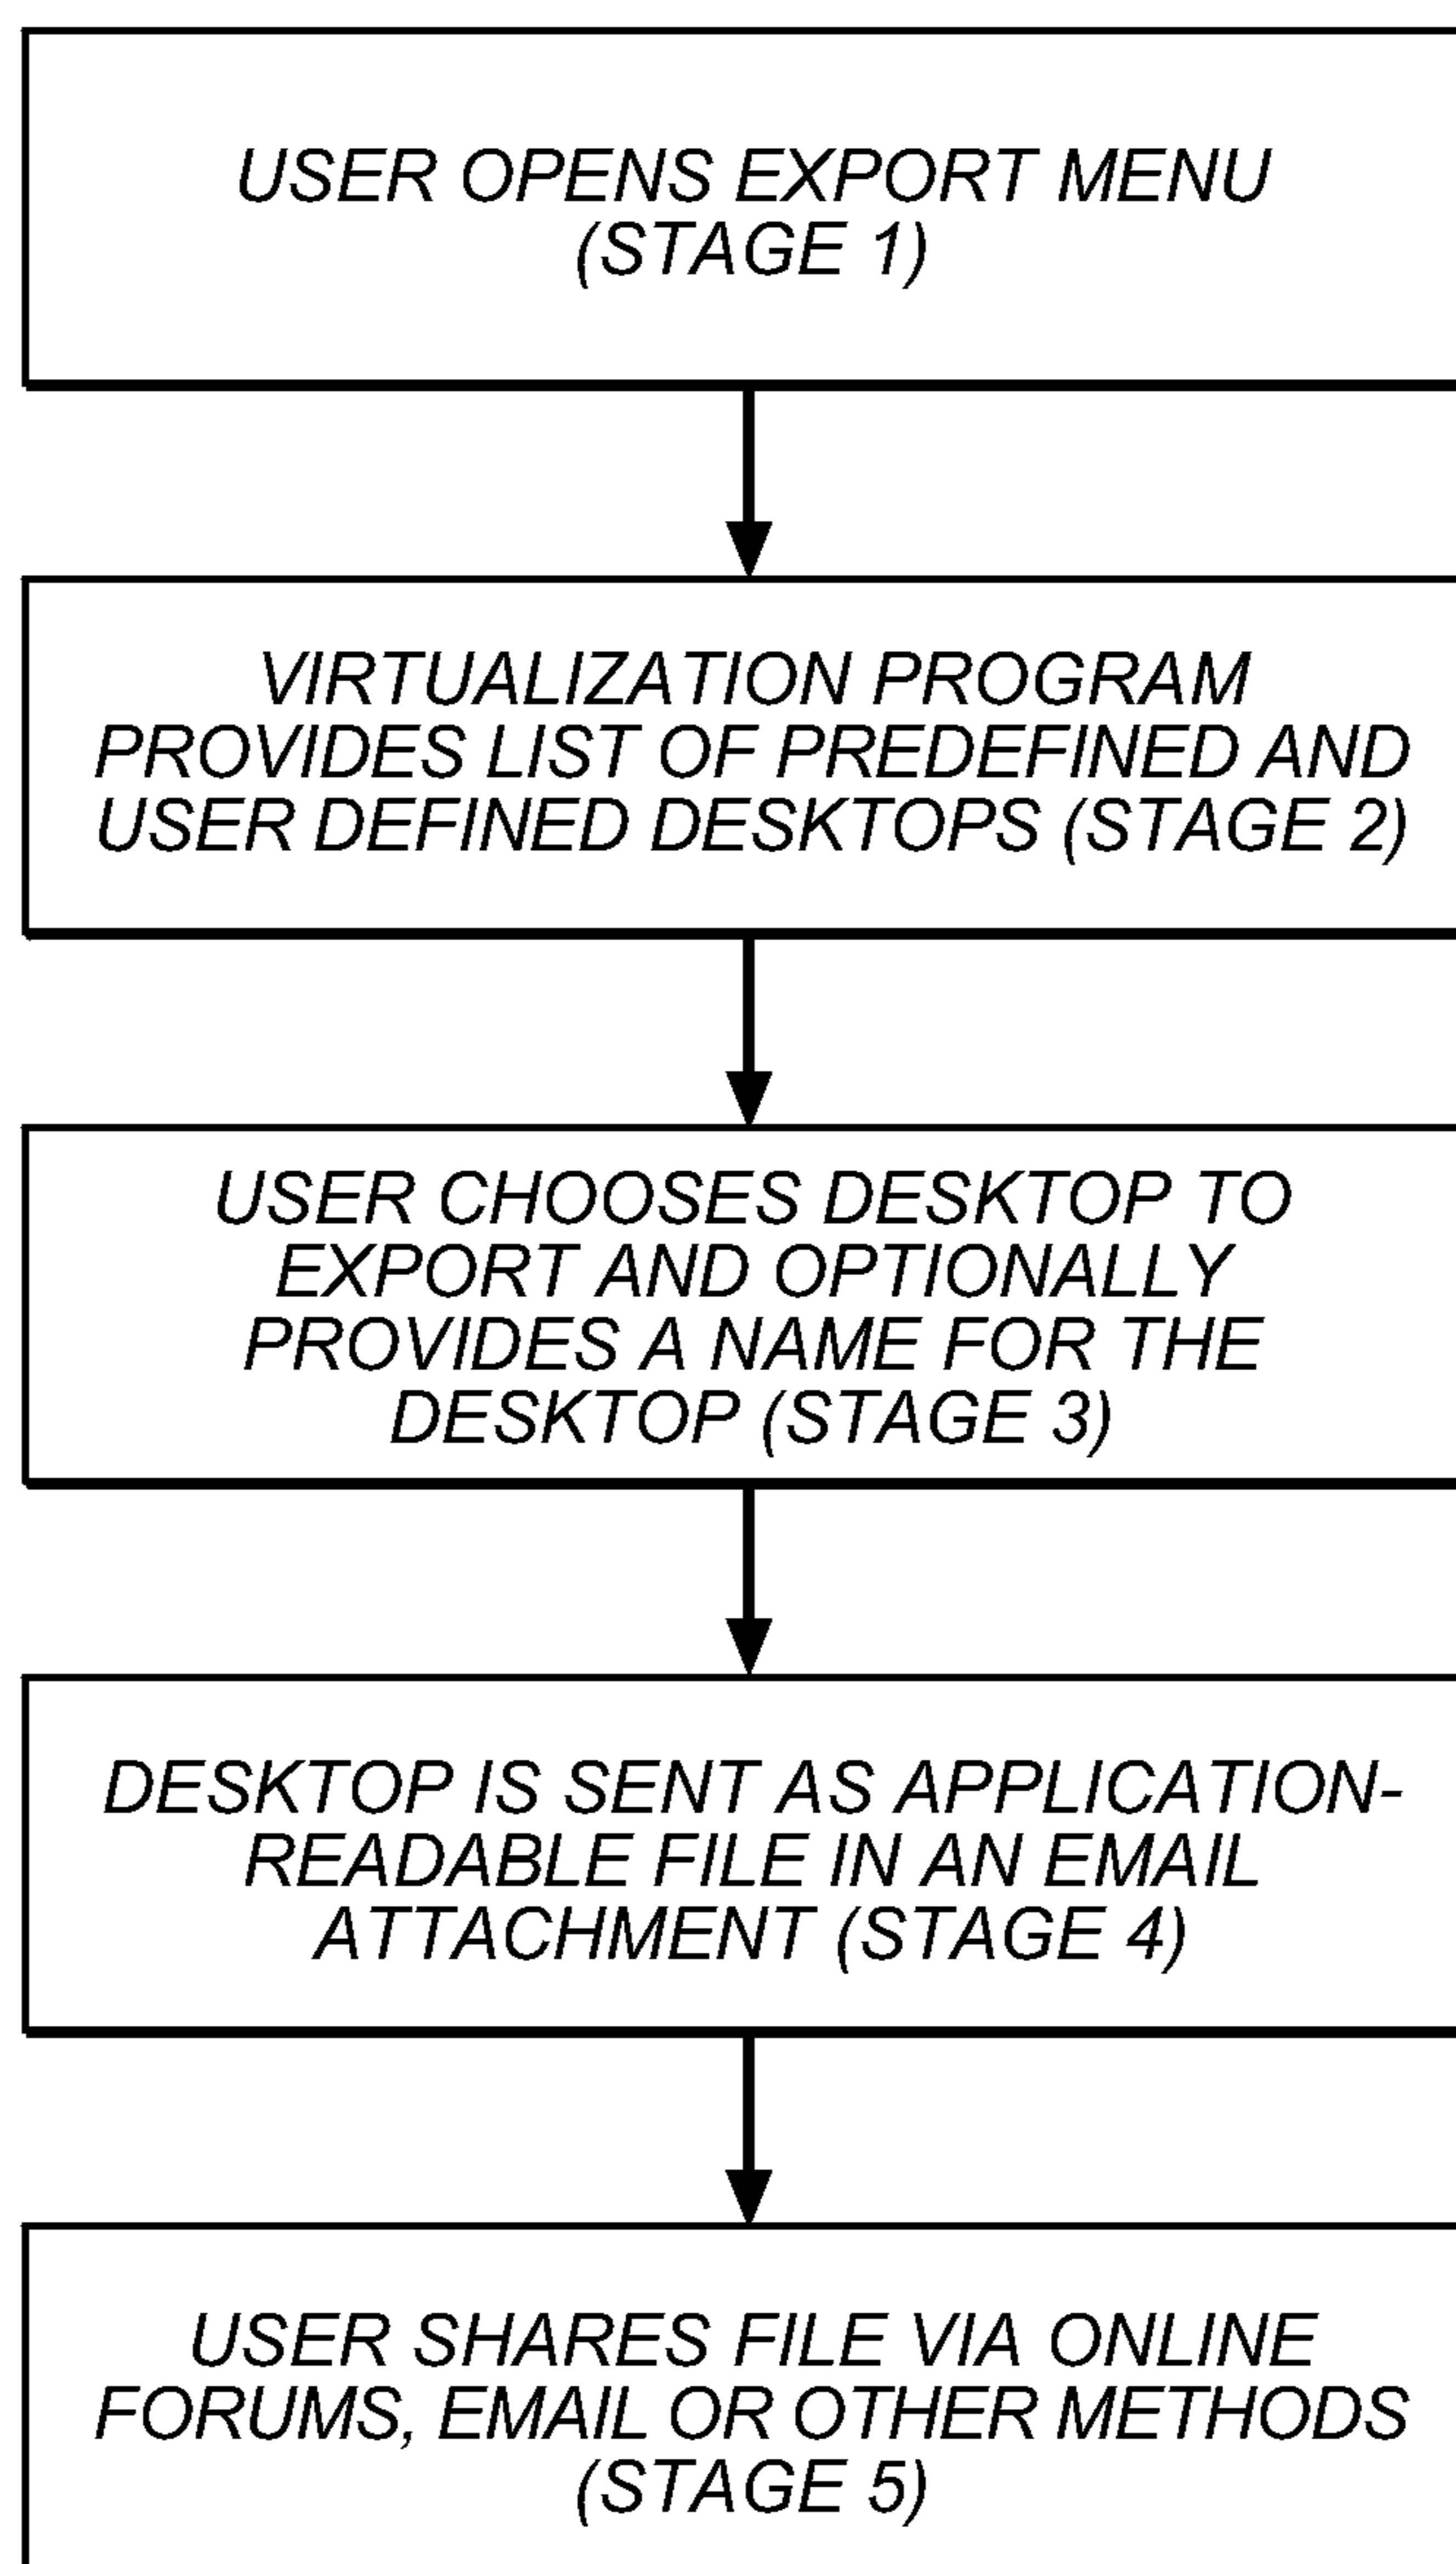 USER OPENS EXPORT MENU
(STAGE 1)
VIRTUALIZATION PROGRAM
PROVIDES LIST OF PREDEFINED AND
USER DEFINED DESKTOPS (STAGE 2)
USER CHOOSES DESKTOP TO
EXPORT AND OPTIONALLY
PROVIDES A NAME FOR THE
DESKTOP (STAGE 3)
DESKTOP IS SENT AS APPLICATION-
READABLE FILE IN AN EMAIL
ATTACHMENT (STAGE 4)
USER SHARES FILE VIA ONLINE
FORUMS, EMAIL OR OTHER METHODS
(STAGE 5)